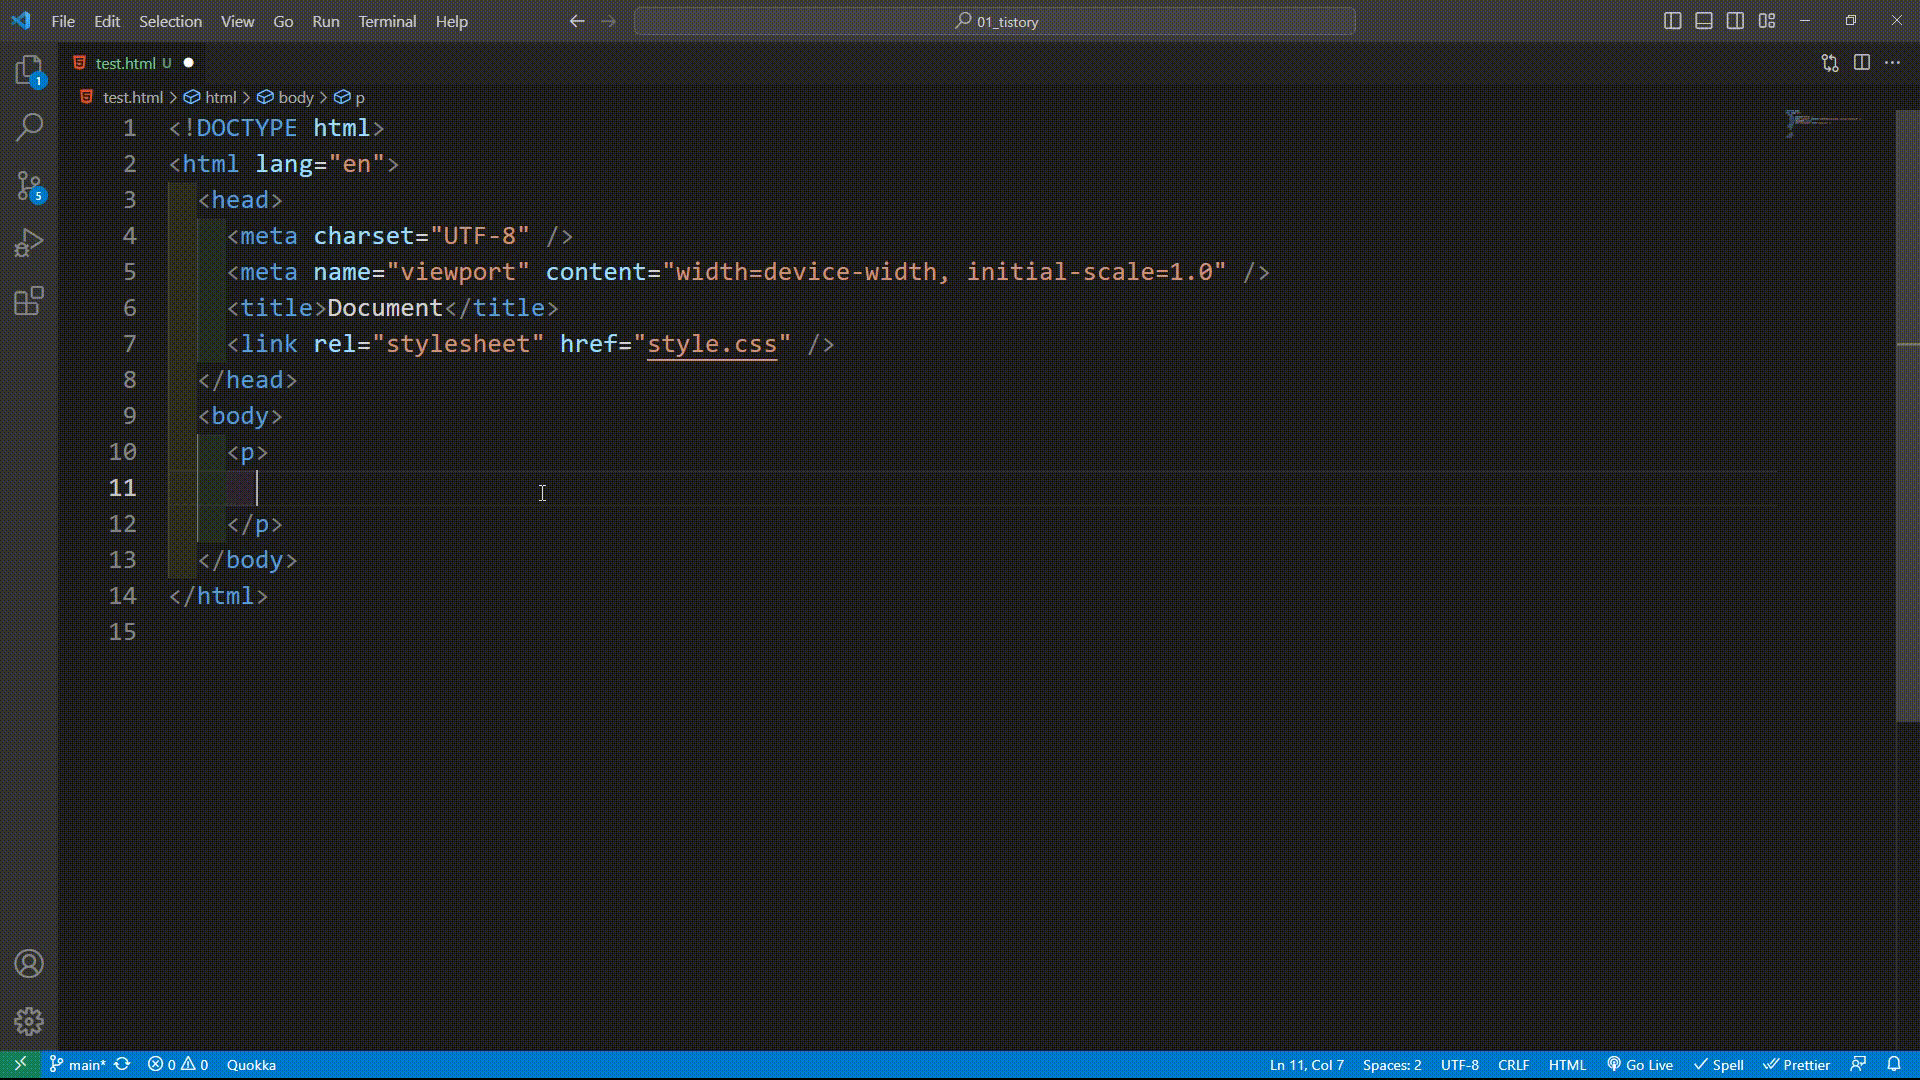 File Edit Selection View Go Run Terminal Help 01_tistory
test.html U
test.html > html > body > p
1 <!DOCTYPE html>
2 <html lang="en">
3 <head>
4 <meta charset="UTF-8" />
5 <meta name="viewport" content="width=device-width, initial-scale=1.0" />
6 <title>Document</title>
7 <link rel="stylesheet" href="style.css" />
8 </head>
9 <body>
10 <p>
11
12 </p>
13 </body>
14 </html>
15
1
5
main* 0 0 Quokka Ln 11, Col 7 Spaces: 2 UTF-8 CRLF HTML Go Live Spell Prettier